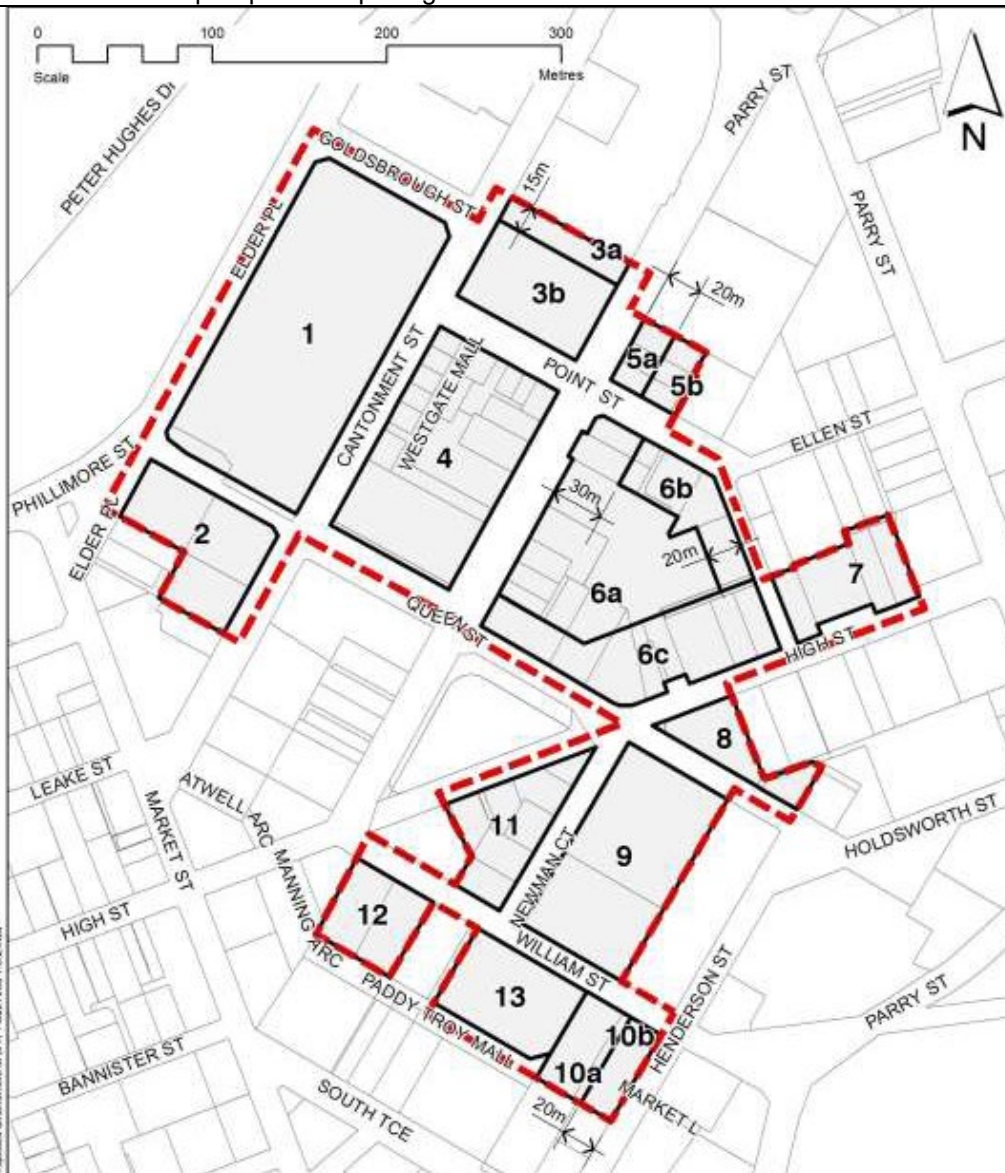 0 100 200 300
Scale Metres
PETER HUGHES DR
GOLDSBROUGH ST
PARRY ST
N
15m
ELDER PL
3a
PARRY ST
3b
20m
1
5a
5b
POINT ST
CANTONMENT ST
WESTGATE MALL
4
ELLEN ST
PHILLIMORE ST
6b
30m
2
20m
ELDER PL
7
6a
QUEEN ST
6c
HIGH ST
8
LEAKE ST
ATWELL ARC
MARKET ST
11
9
HOLDSWORTH ST
NEWMAN CT
HIGH ST
MANNING ARC
12
WILLIAM ST
HENDERSON ST
PADDY TROY MALL
13
PARRY ST
10b
10a
BANNISTER ST
SOUTH TCE
MARKET L
20m